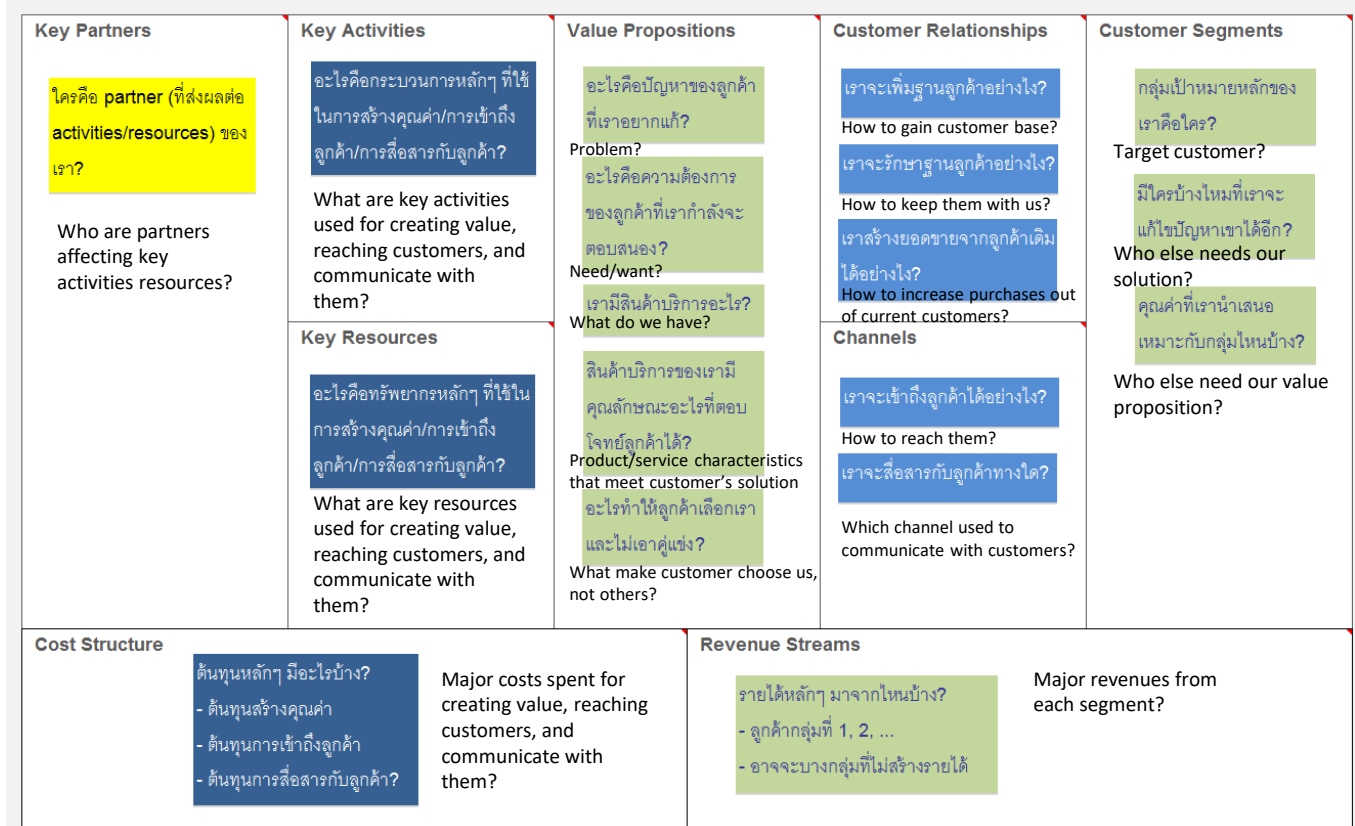 Key Partners
ใครคือ partner (ที่ส่งผลต่อ
activities/resources) ของ
เรา?
Who are partners
affecting key
activities resources?
Key Activities
อะไรคือกระบวนการหลักๆ ที่ใช้
ในการสร้างคุณค่า/การเข้าถึง
ลูกค้า/การสื่อสารกับลูกค้า?
What are key activities
used for creating value,
reaching customers, and
communicate with
them?
Key Resources
อะไรคือทรัพยากรหลักๆ ที่ใช้ใน
การสร้างคุณค่า/การเข้าถึง
ลูกค้า/การสื่อสารกับลูกค้า?
What are key resources
used for creating value,
reaching customers, and
communicate with
them?
Value Propositions
อะไรคือปัญหาของลูกค้า
ที่เราอยากแก้?
Problem?
อะไรคือความต้องการ
ของลูกค้าที่เรากำลังจะ
ตอบสนอง?
Need/want?
เรามีสินค้าบริการอะไร?
What do we have?
สินค้าบริการของเรามี
คุณลักษณะอะไรที่ตอบ
โจทย์ลูกค้าได้?
Product/service characteristics
that meet customer's solution
อะไรทำให้ลูกค้าเลือกเรา
และไม่เอาคู่แข่ง?
What make customer choose us,
not others?
Customer Relationships
เราจะเพิ่มฐานลูกค้าอย่างไง?
How to gain customer base?
เราจะรักษาฐานลูกค้าอย่างไง?
How to keep them with us?
เราสร้างยอดขายจากลูกค้าเดิม
ได้อย่างไง?
How to increase purchases out
of current customers?
Channels
เราจะเข้าถึงลูกค้าได้อย่างไง?
How to reach them?
เราจะสื่อสารกับลูกค้าทางใด?
Which channel used to
communicate with customers?
Customer Segments
กลุ่มเป้าหมายหลักของ
เราคือใคร?
Target customer?
มีใครบ้างไหมที่เราจะ
แก้ไขปัญหาเขาได้อีก?
Who else needs our
solution?
คุณค่าที่เรานำเสนอ
เหมาะกับกลุ่มไหนบ้าง?
Who else need our value
proposition?
Cost Structure
ต้นทุนหลักๆ มีอะไรบ้าง?
- ต้นทุนสร้างคุณค่า
- ต้นทุนการเข้าถึงลูกค้า
- ต้นทุนการสื่อสารกับลูกค้า?
Major costs spent for
creating value, reaching
customers, and
communicate with
them?
Revenue Streams
รายได้หลักๆ มาจากไหนบ้าง?
- ลูกค้ากลุ่มที่ 1, 2, ...
- อาจจะบางกลุ่มที่ไม่สร้างรายได้
Major revenues from
each segment?